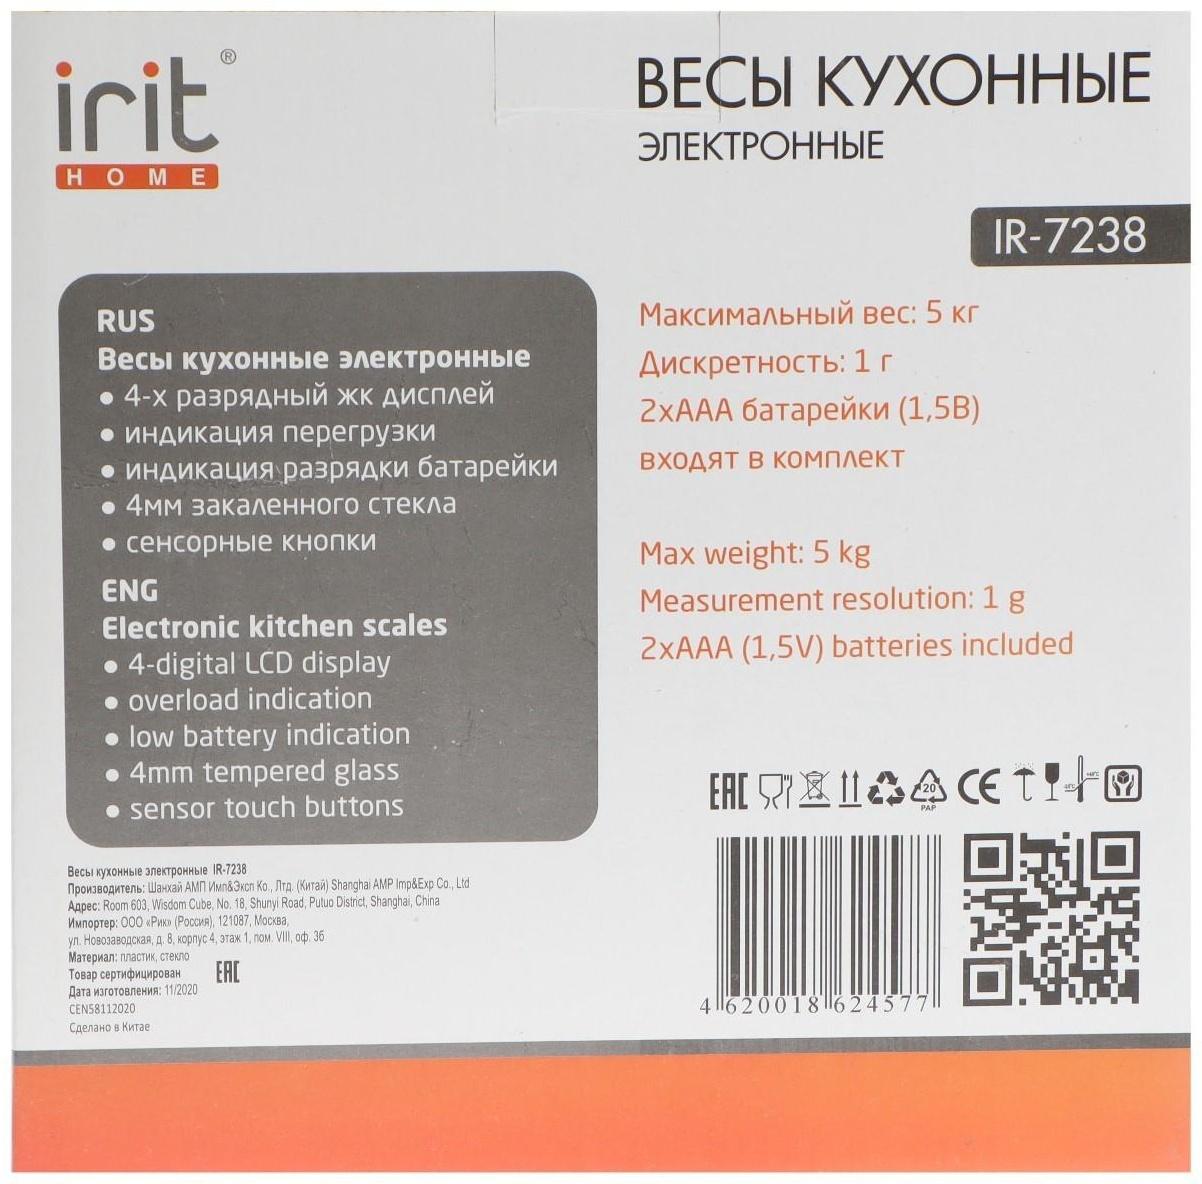 irit®
HOME
ВЕСЫ КУХОННЫЕ
ЭЛЕКТРОННЫЕ
IR-7238
RUS
Весы кухонные электронные
• 4-х разрядный жк дисплей
• индикация перегрузки
• индикация разрядки батарейки
• 4мм закаленного стекла
• сенсорные кнопки
ENG
Electronic kitchen scales
• 4-digital LCD display
• overload indication
• low battery indication
• 4mm tempered glass
• sensor touch buttons
Максимальный вес: 5 кг
Дискретность: 1 г
2хААА батарейки (1,5В)
входят в комплект
Max weight: 5 kg
Measurement resolution: 1 g
2xAAA (1,5V) batteries included
EAC
20
PAP
CE
Весы кухонные электронные IR-7238
Производитель: Шанхай АМП Имп&Эксп Ко., Лтд. (Китай) Shanghai AMP Imp&Exp Co., Ltd
Адрес: Room 603, Wisdom Cube, No. 18, Shunyi Road, Putuo District, Shanghai, China
Импортер: ООО «Рик» (Россия), 121087, Москва,
ул. Новозаводская, д. 8, корпус 4, этаж 1, пом. VIII, оф. 3б
Материал: пластик, стекло
Товар сертифицирован EAC
Дата изготовления: 11/2020
CEN58112020
Сделано в Китае
4 620018 624577